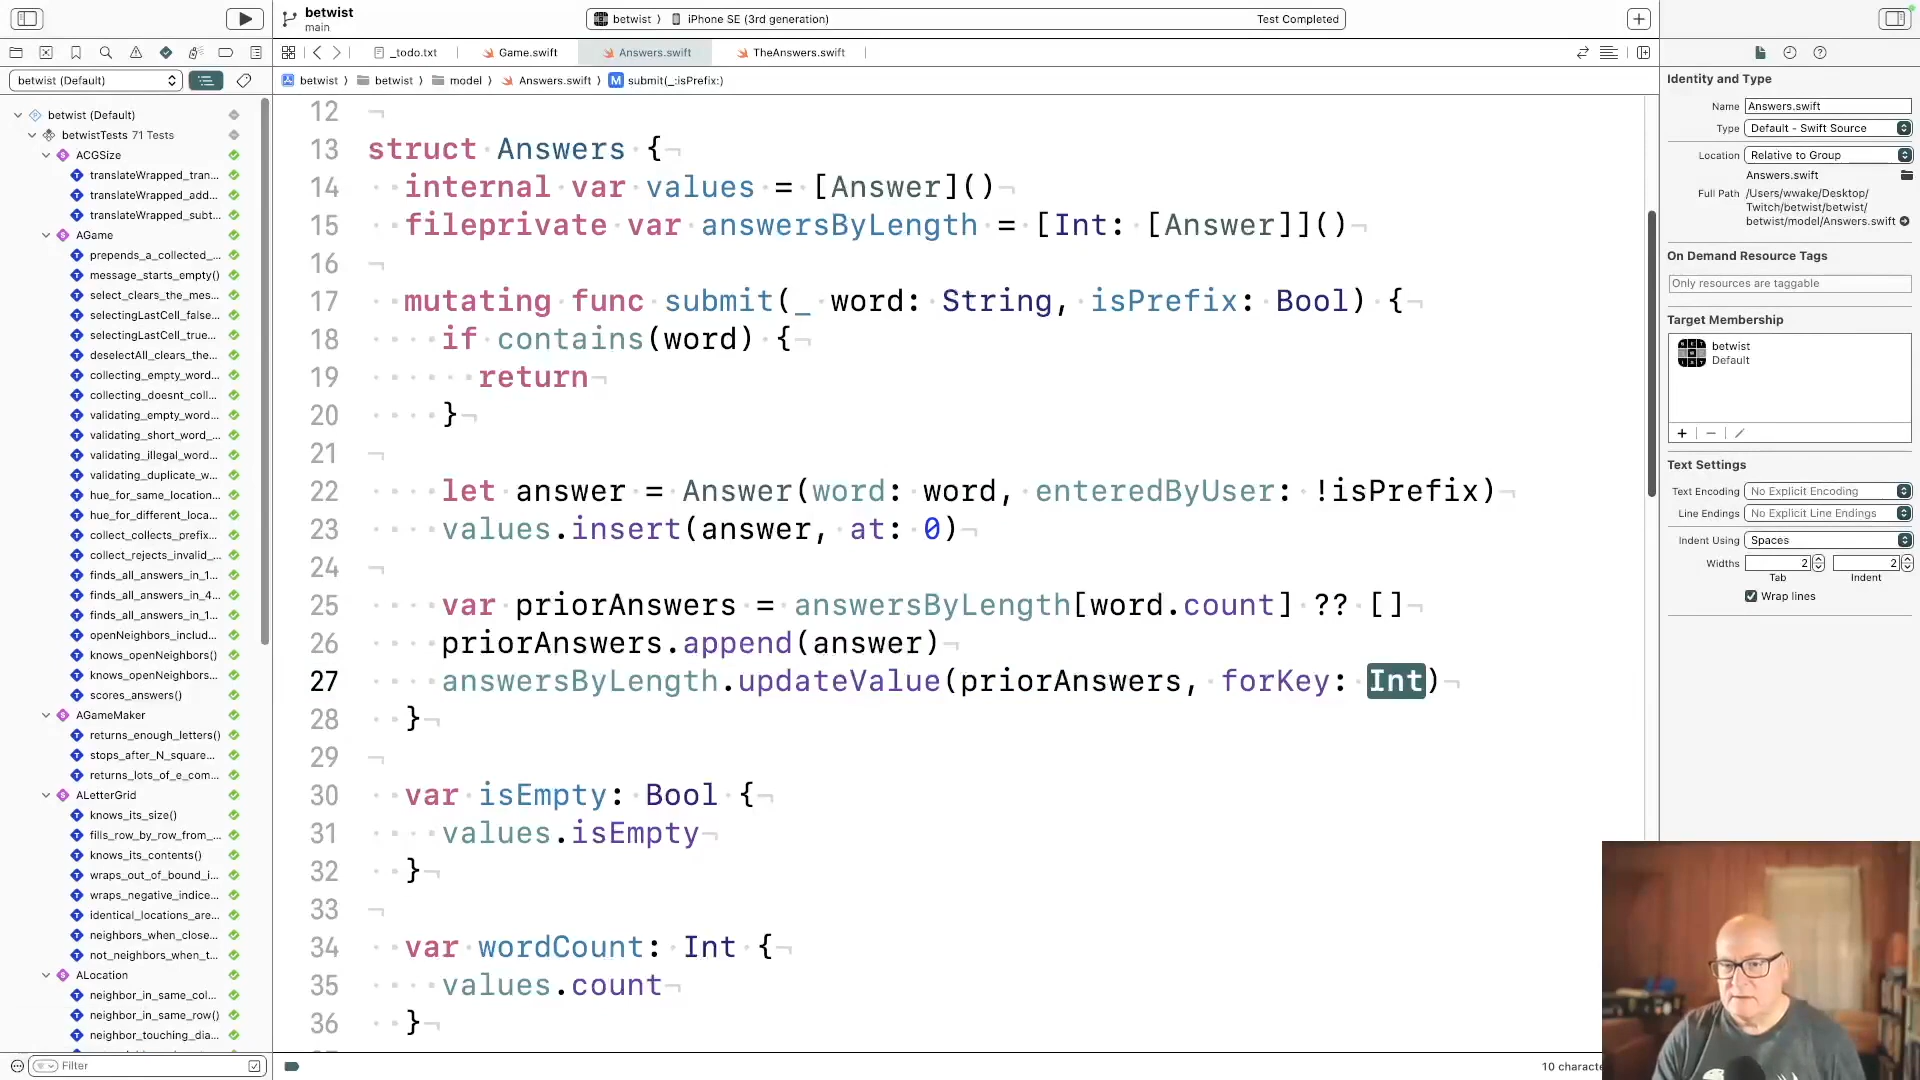 betwist
main
betwist
iPhone SE (3rd generation)
Test Completed
_todo.txt
Game.swift
Answers.swift
TheAnswers.swift
betwist (Default)
betwist
betwist
model
Answers.swift
M submit(_:isPrefix:)
betwist (Default)
betwistTests 71 Tests
ACGSize
translateWrapped_tran...
translateWrapped_add...
translateWrapped_subt...
AGame
prepends_a_collected_...
message_starts_empty()
select_clears_the_mes...
selectingLastCell_false...
selectingLastCell_true...
deselectAll_clears_the...
collecting_empty_word...
collecting_doesnt_coll...
validating_empty_word...
validating_short_word_...
validating_illegal_word...
validating_duplicate_w...
hue_for_same_location...
hue_for_different_loca...
collect_collects_prefix...
collect_rejects_invalid_...
finds_all_answers_in_1...
finds_all_answers_in_4...
finds_all_answers_in_1...
openNeighbors_includ...
knows_openNeighbors()
knows_openNeighbors...
scores_answers()
AGameMaker
returns_enough_letters()
stops_after_N_square...
returns_lots_of_e_com...
ALetterGrid
knows_its_size()
fills_row_by_row_from_...
knows_its_contents()
wraps_out_of_bound_i...
wraps_negative_indice...
identical_locations_are...
neighbors_when_close...
not_neighbors_when_t...
ALocation
neighbor_in_same_col...
neighbor_in_same_row()
neighbor_touching_dia...
Filter
12
13 struct Answers {
14 internal var values = [Answer]()
15 fileprivate var answersByLength = [Int: [Answer]]()
16
17 mutating func submit(_ word: String, isPrefix: Bool) {
18 if contains(word) {
19 return
20 }
21
22 let answer = Answer(word: word, enteredByUser: !isPrefix)
23 values.insert(answer, at: 0)
24
25 var priorAnswers = answersByLength[word.count] ?? []
26 priorAnswers.append(answer)
27 answersByLength.updateValue(priorAnswers, forKey: Int)
28 }
29
30 var isEmpty: Bool {
31 values.isEmpty
32 }
33
34 var wordCount: Int {
35 values.count
36 }
10 characte
Identity and Type
Name Answers.swift
Type Default - Swift Source
Location Relative to Group
Answers.swift
Full Path /Users/wwake/Desktop/
Twitch/betwist/betwist/
betwist/model/Answers.swift
On Demand Resource Tags
Only resources are taggable
Target Membership
betwist
Default
Text Settings
Text Encoding No Explicit Encoding
Line Endings No Explicit Line Endings
Indent Using Spaces
Widths 2 2
Tab Indent
Wrap lines